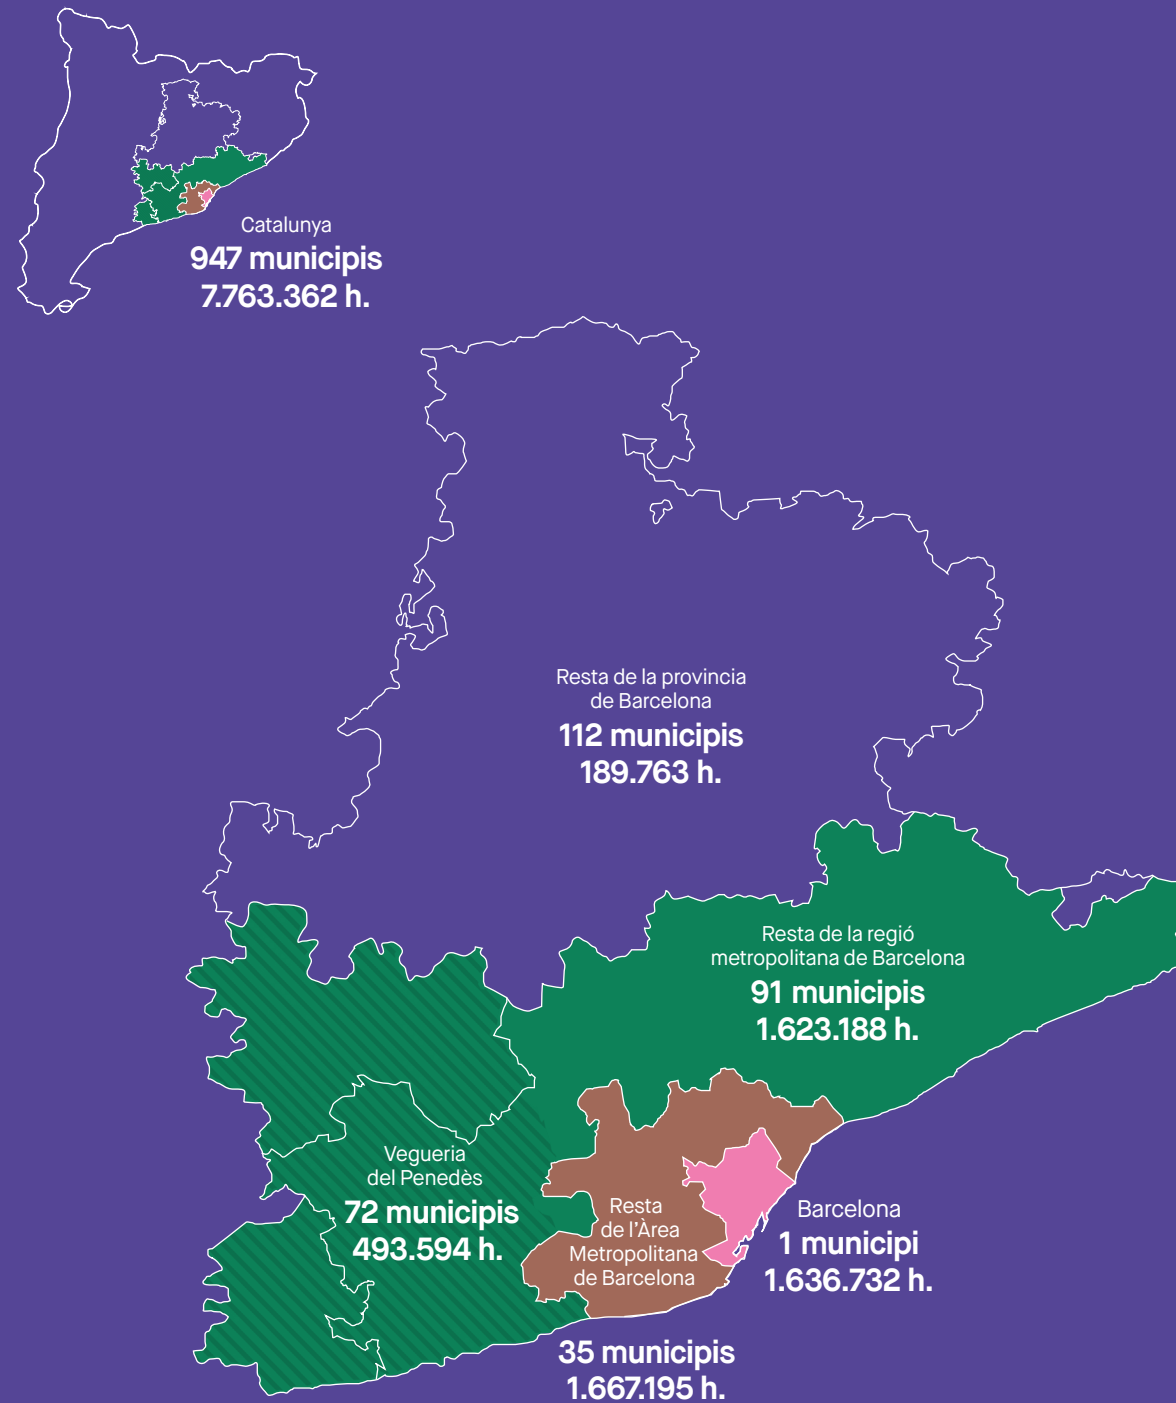 Catalunya
947 municipis
7.763.362 h.
Resta de la provincia
de Barcelona
112 municipis
189.763 h.
Resta de la regió
metropolitana de Barcelona
91 municipis
1.623.188 h.
Vegueria
del Penedès
72 municipis
493.594 h.
Resta
de l'Àrea
Metropolitana
de Barcelona
35 municipis
1.667.195 h.
Barcelona
1 municipi
1.636.732 h.